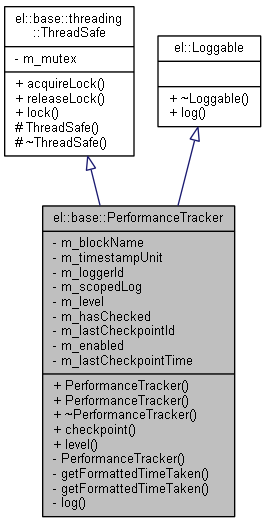 el::base::threading
::ThreadSafe
- m_mutex
+ acquireLock()
+ releaseLock()
+ lock()
# ThreadSafe()
# ~ThreadSafe()
el::Loggable
+ ~Loggable()
+ log()
el::base::PerformanceTracker
- m_blockName
- m_timestampUnit
- m_loggerId
- m_scopedLog
- m_level
- m_hasChecked
- m_lastCheckpointId
- m_enabled
- m_lastCheckpointTime
+ PerformanceTracker()
+ PerformanceTracker()
+ ~PerformanceTracker()
+ checkpoint()
+ level()
- PerformanceTracker()
- getFormattedTimeTaken()
- getFormattedTimeTaken()
- log()